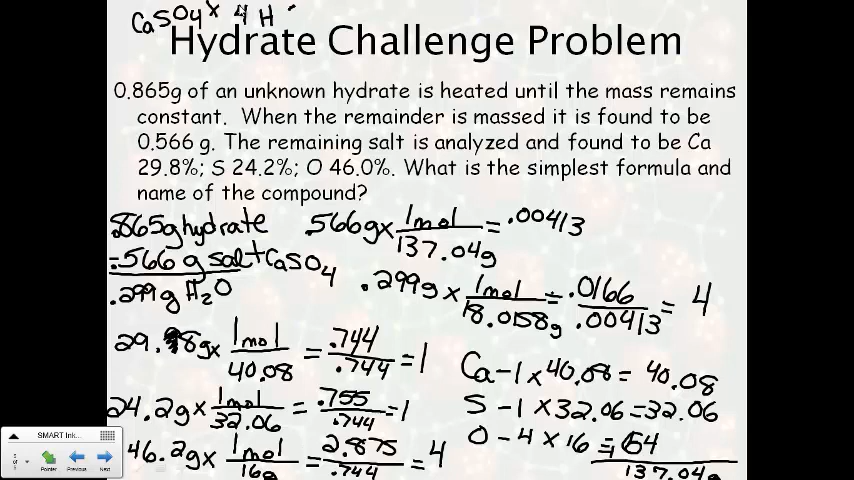 CaSO4 x 4 H
Hydrate Challenge Problem
0.865g of an unknown hydrate is heated until the mass remains
constant. When the remainder is massed it is found to be
0.566 g. The remaining salt is analyzed and found to be Ca
29.8%; S 24.2%; O 46.0%. What is the simplest formula and
name of the compound?
.865g hydrate
-.566 g salt + CaSO4
.299g H2O
.566g x 1mol/137.04g = .00413
.299g x 1mol/18.0158g = .0166/.00413 = 4
29.8g x 1mol/40.08 = .744/.744 = 1
24.2g x 1mol/32.06 = .755/.744 = 1
46.2g x 1mol/16g = 2.875/.744 = 4
Ca - 1 x 40.08 = 40.08
S - 1 x 32.06 = 32.06
O - 4 x 16 = 64
137.04g
SMART Ink...
Pointer Previous Next